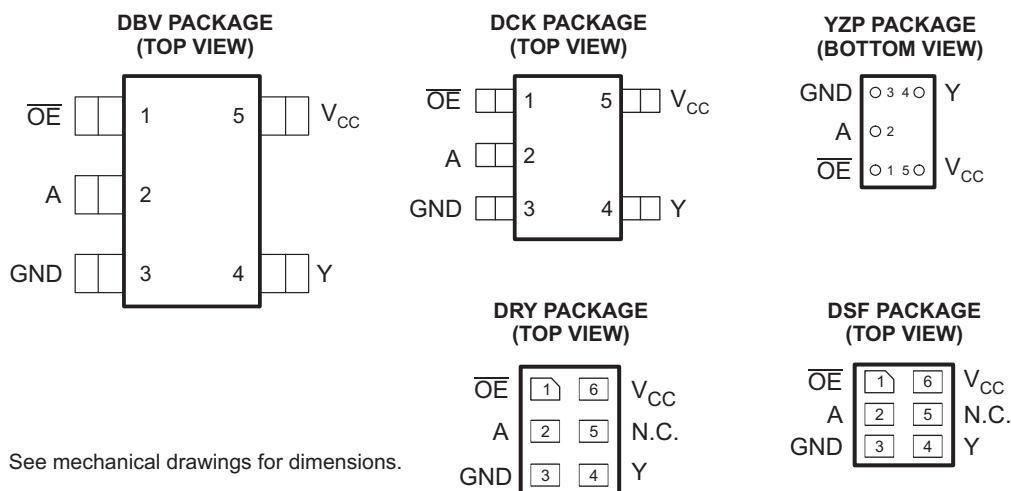 DBV PACKAGE
(TOP VIEW)
OE 1 5 VCC
A 2
GND 3 4 Y
DCK PACKAGE
(TOP VIEW)
OE 1 5 VCC
A 2
GND 3 4 Y
YZP PACKAGE
(BOTTOM VIEW)
GND 3 4 Y
A 2
OE 1 5 VCC
DRY PACKAGE
(TOP VIEW)
OE 1 6 VCC
A 2 5 N.C.
GND 3 4 Y
DSF PACKAGE
(TOP VIEW)
OE 1 6 VCC
A 2 5 N.C.
GND 3 4 Y
See mechanical drawings for dimensions.